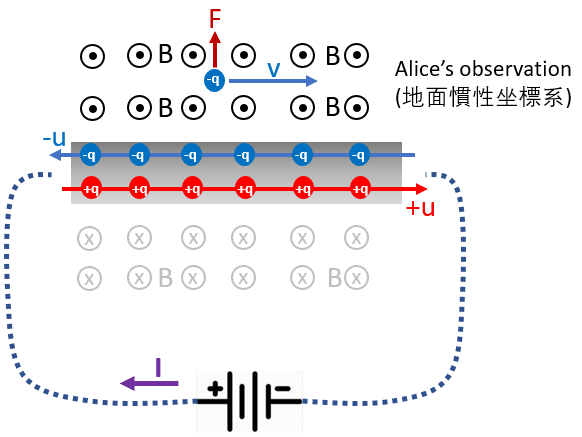 F
B B
-q v
Alice's observation
(地面慣性坐標系)
B B
-u
-q -q -q -q -q -q
+q +q +q +q +q +q
+u
X X X X X X
X X B X X X B X
I
+ −